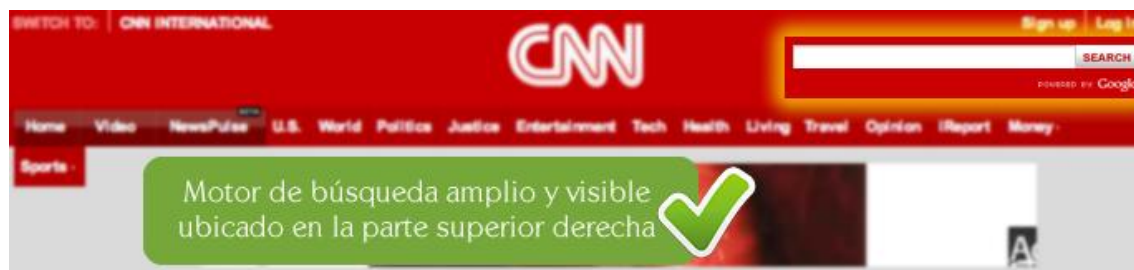 SWITCH TO: CNN INTERNATIONAL
Sign up Log In
CNN
SEARCH
POWERED BY Google
Home Video NewsPulse BETA U.S. World Politics Justice Entertainment Tech Health Living Travel Opinion iReport Money
Sports
Motor de búsqueda amplio y visible
ubicado en la parte superior derecha